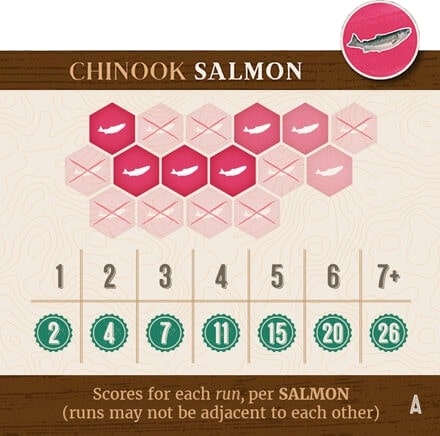 CHINOOK SALMON
1 2 3 4 5 6 7+
2 4 7 11 15 20 26
Scores for each run, per SALMON
(runs may not be adjacent to each other)
A